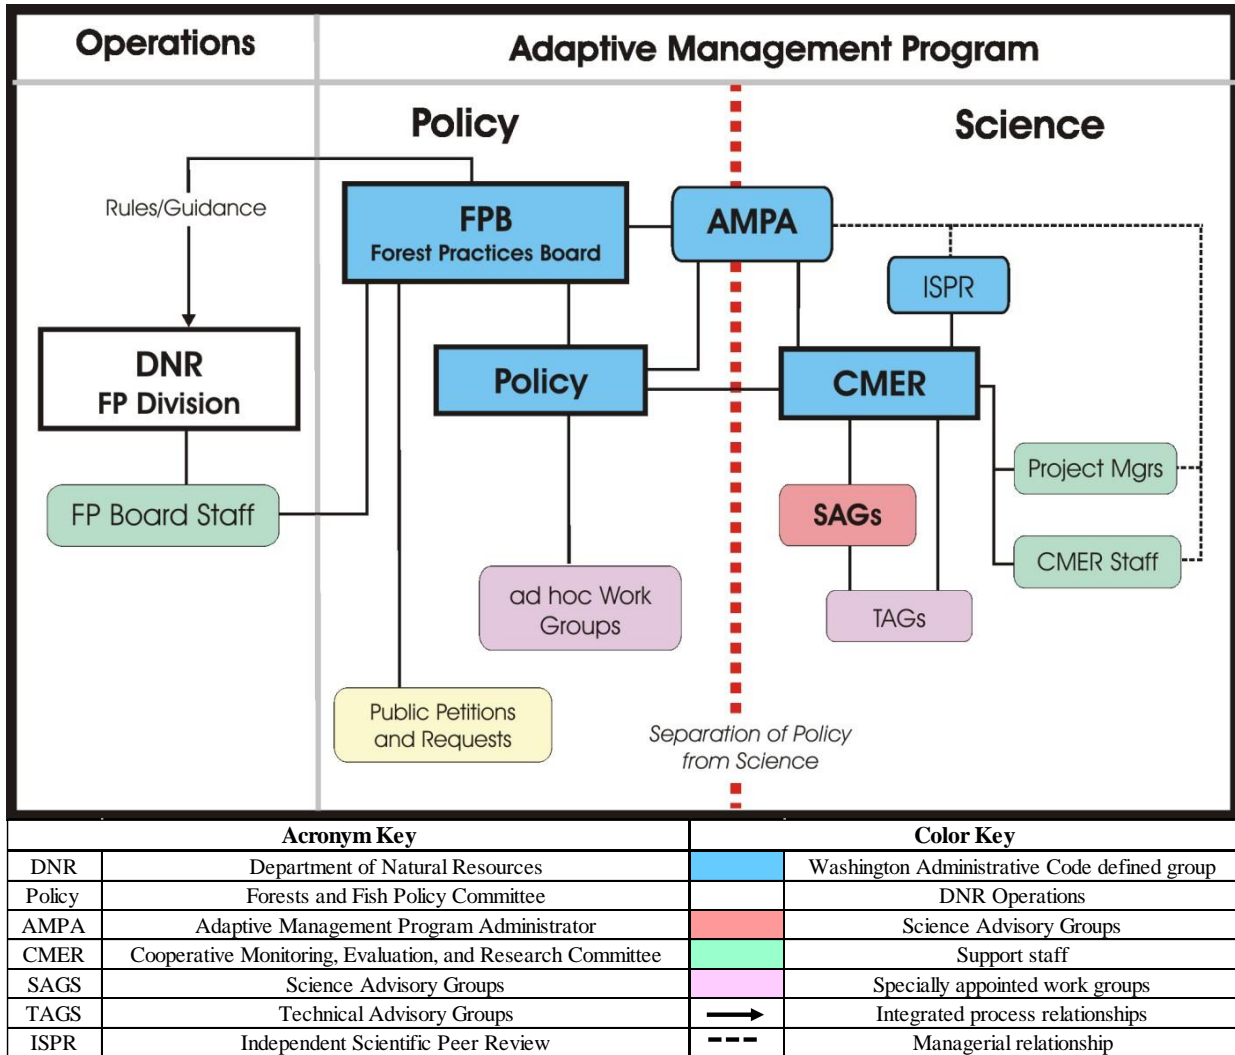 Operations
Adaptive Management Program
Policy
Science
Rules/Guidance
FPB
Forest Practices Board
AMPA
ISPR
DNR
FP Division
Policy
CMER
FP Board Staff
SAGs
Project Mgrs
CMER Staff
ad hoc Work
Groups
TAGs
Public Petitions
and Requests
Separation of Policy
from Science
Acronym Key Color Key
DNR Department of Natural Resources Washington Administrative Code defined group
Policy Forests and Fish Policy Committee DNR Operations
AMPA Adaptive Management Program Administrator Science Advisory Groups
CMER Cooperative Monitoring, Evaluation, and Research Committee Support staff
SAGS Science Advisory Groups Specially appointed work groups
TAGS Technical Advisory Groups Integrated process relationships
ISPR Independent Scientific Peer Review Managerial relationship